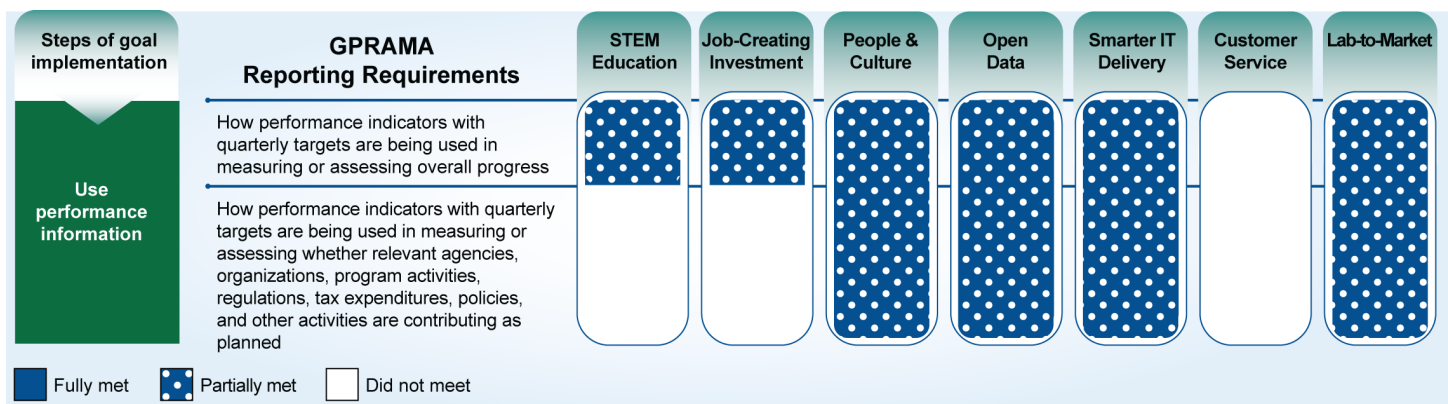 Steps of goal
implementation
GPRAMA
Reporting Requirements
STEM
Education
Job-Creating
Investment
People &
Culture
Open
Data
Smarter IT
Delivery
Customer
Service
Lab-to-Market
Use
performance
information
How performance indicators with
quarterly targets are being used in
measuring or assessing overall progress
How performance indicators with quarterly
targets are being used in measuring or
assessing whether relevant agencies,
organizations, program activities,
regulations, tax expenditures, policies,
and other activities are contributing as
planned
Fully met
Partially met
Did not meet